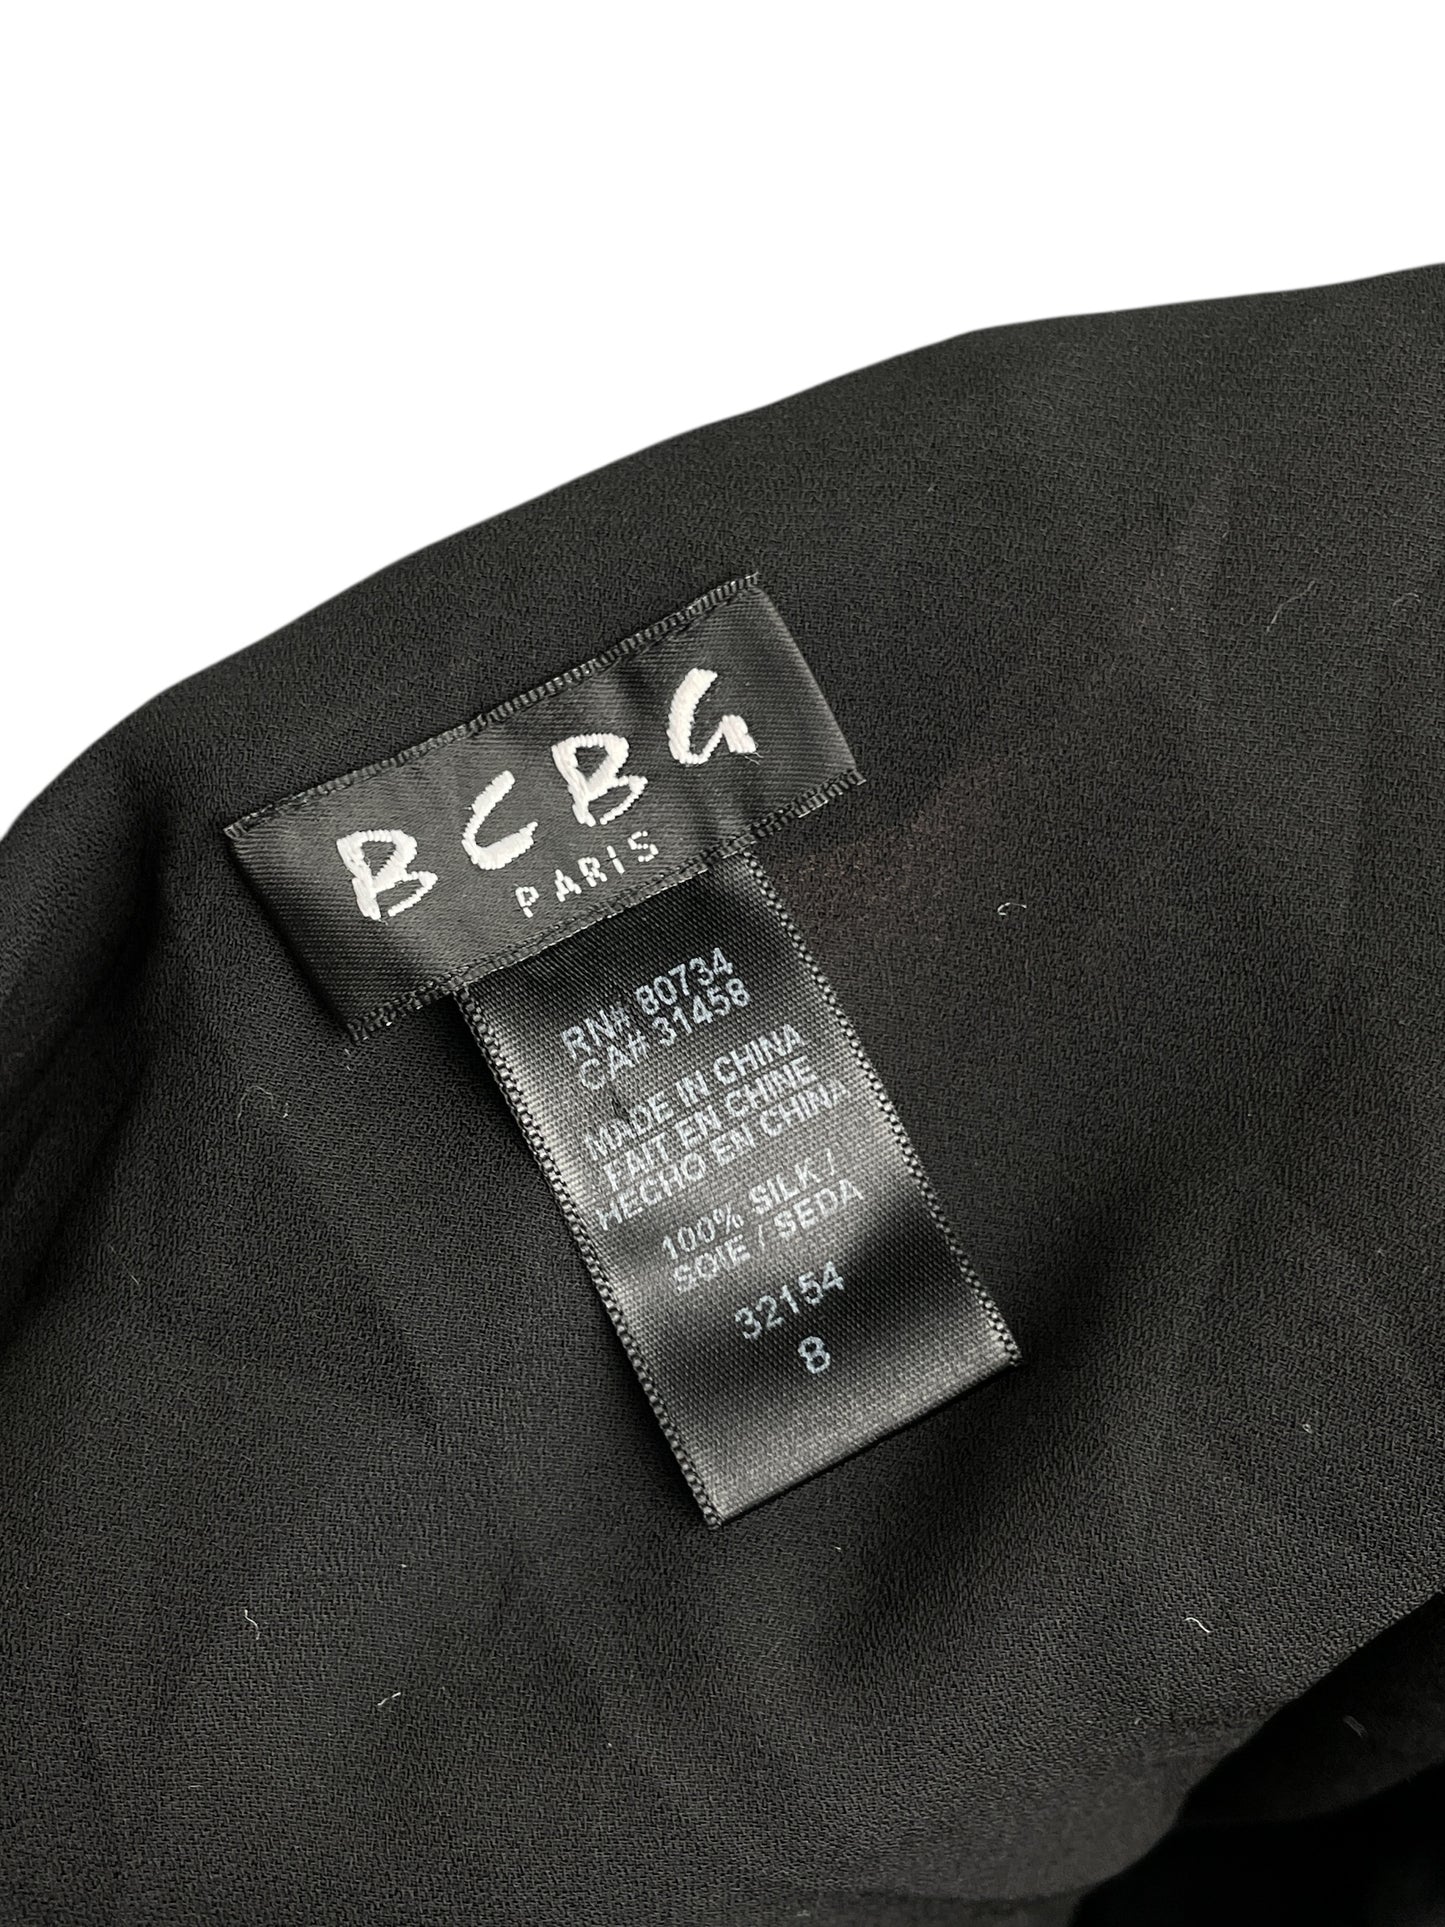 BCBG
PARIS
RN# 80734
CA# 31458
MADE IN CHINA
FAIT EN CHINE
HECHO EN CHINA
100% SILK /
SOIE / SEDA
32154
8